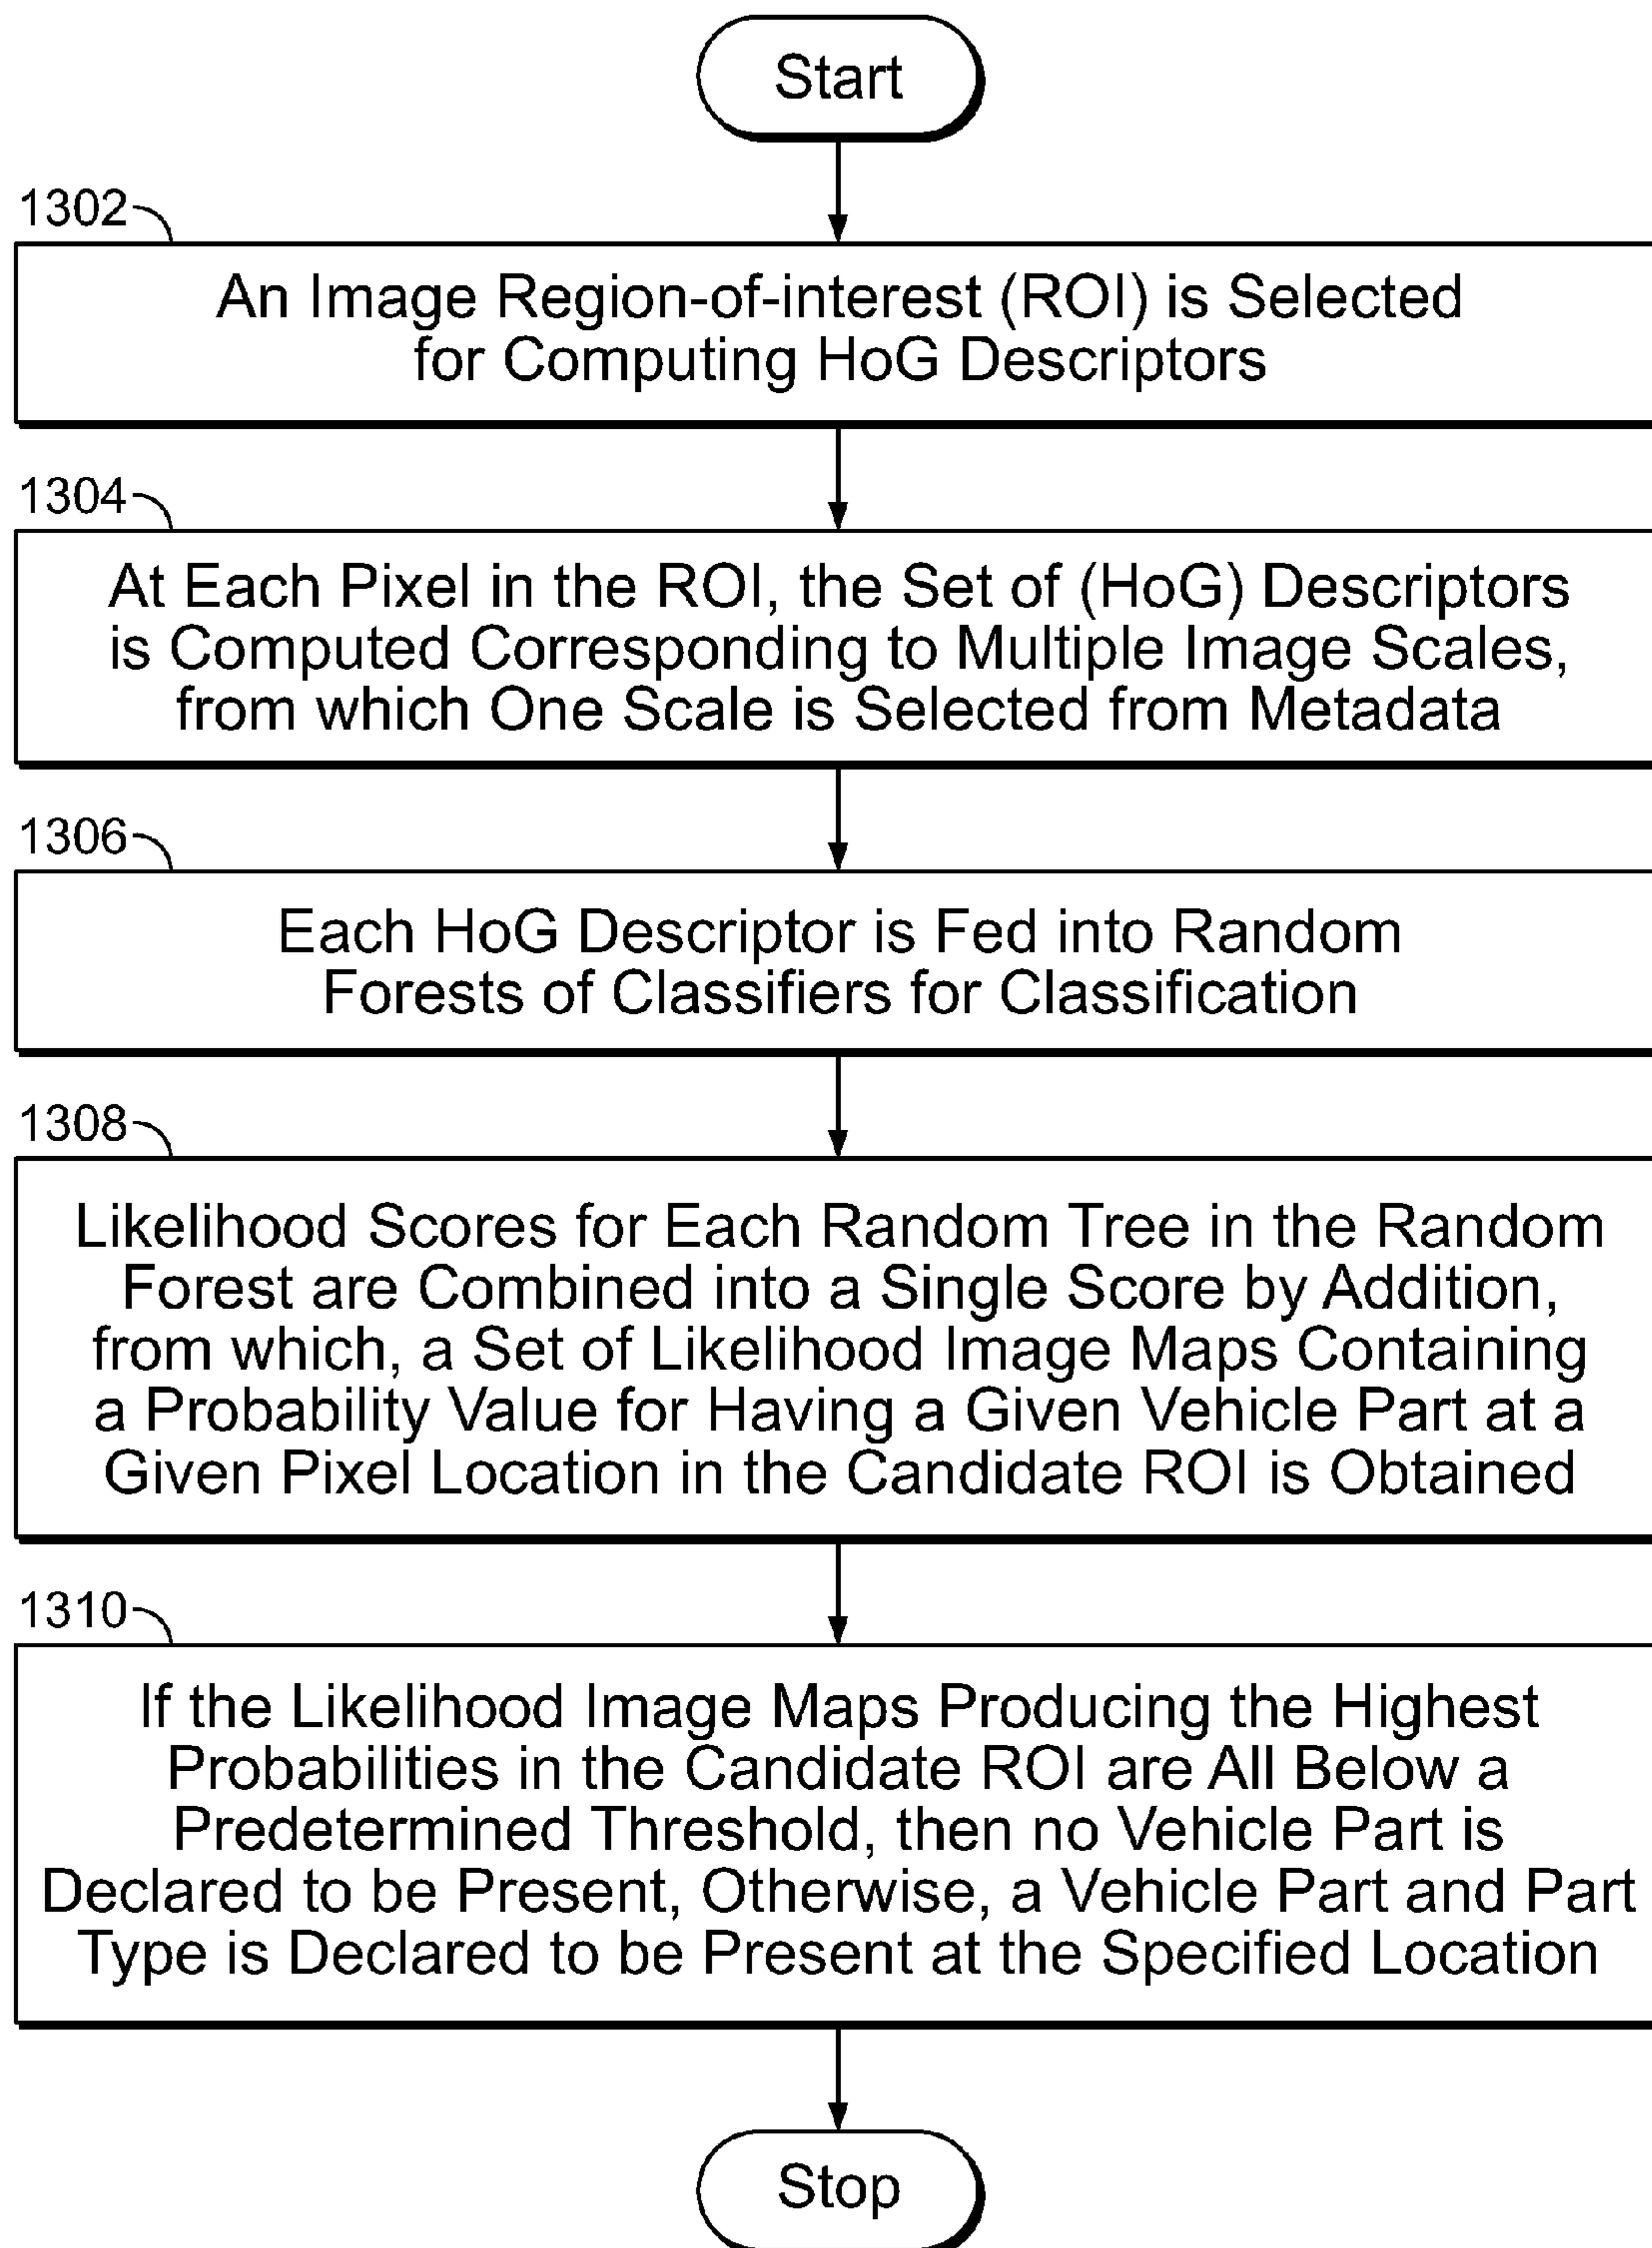 Start
1302
An Image Region-of-interest (ROI) is Selected
for Computing HoG Descriptors
1304
At Each Pixel in the ROI, the Set of (HoG) Descriptors
is Computed Corresponding to Multiple Image Scales,
from which One Scale is Selected from Metadata
1306
Each HoG Descriptor is Fed into Random
Forests of Classifiers for Classification
1308
Likelihood Scores for Each Random Tree in the Random
Forest are Combined into a Single Score by Addition,
from which, a Set of Likelihood Image Maps Containing
a Probability Value for Having a Given Vehicle Part at a
Given Pixel Location in the Candidate ROI is Obtained
1310
If the Likelihood Image Maps Producing the Highest
Probabilities in the Candidate ROI are All Below a
Predetermined Threshold, then no Vehicle Part is
Declared to be Present, Otherwise, a Vehicle Part and Part
Type is Declared to be Present at the Specified Location
Stop